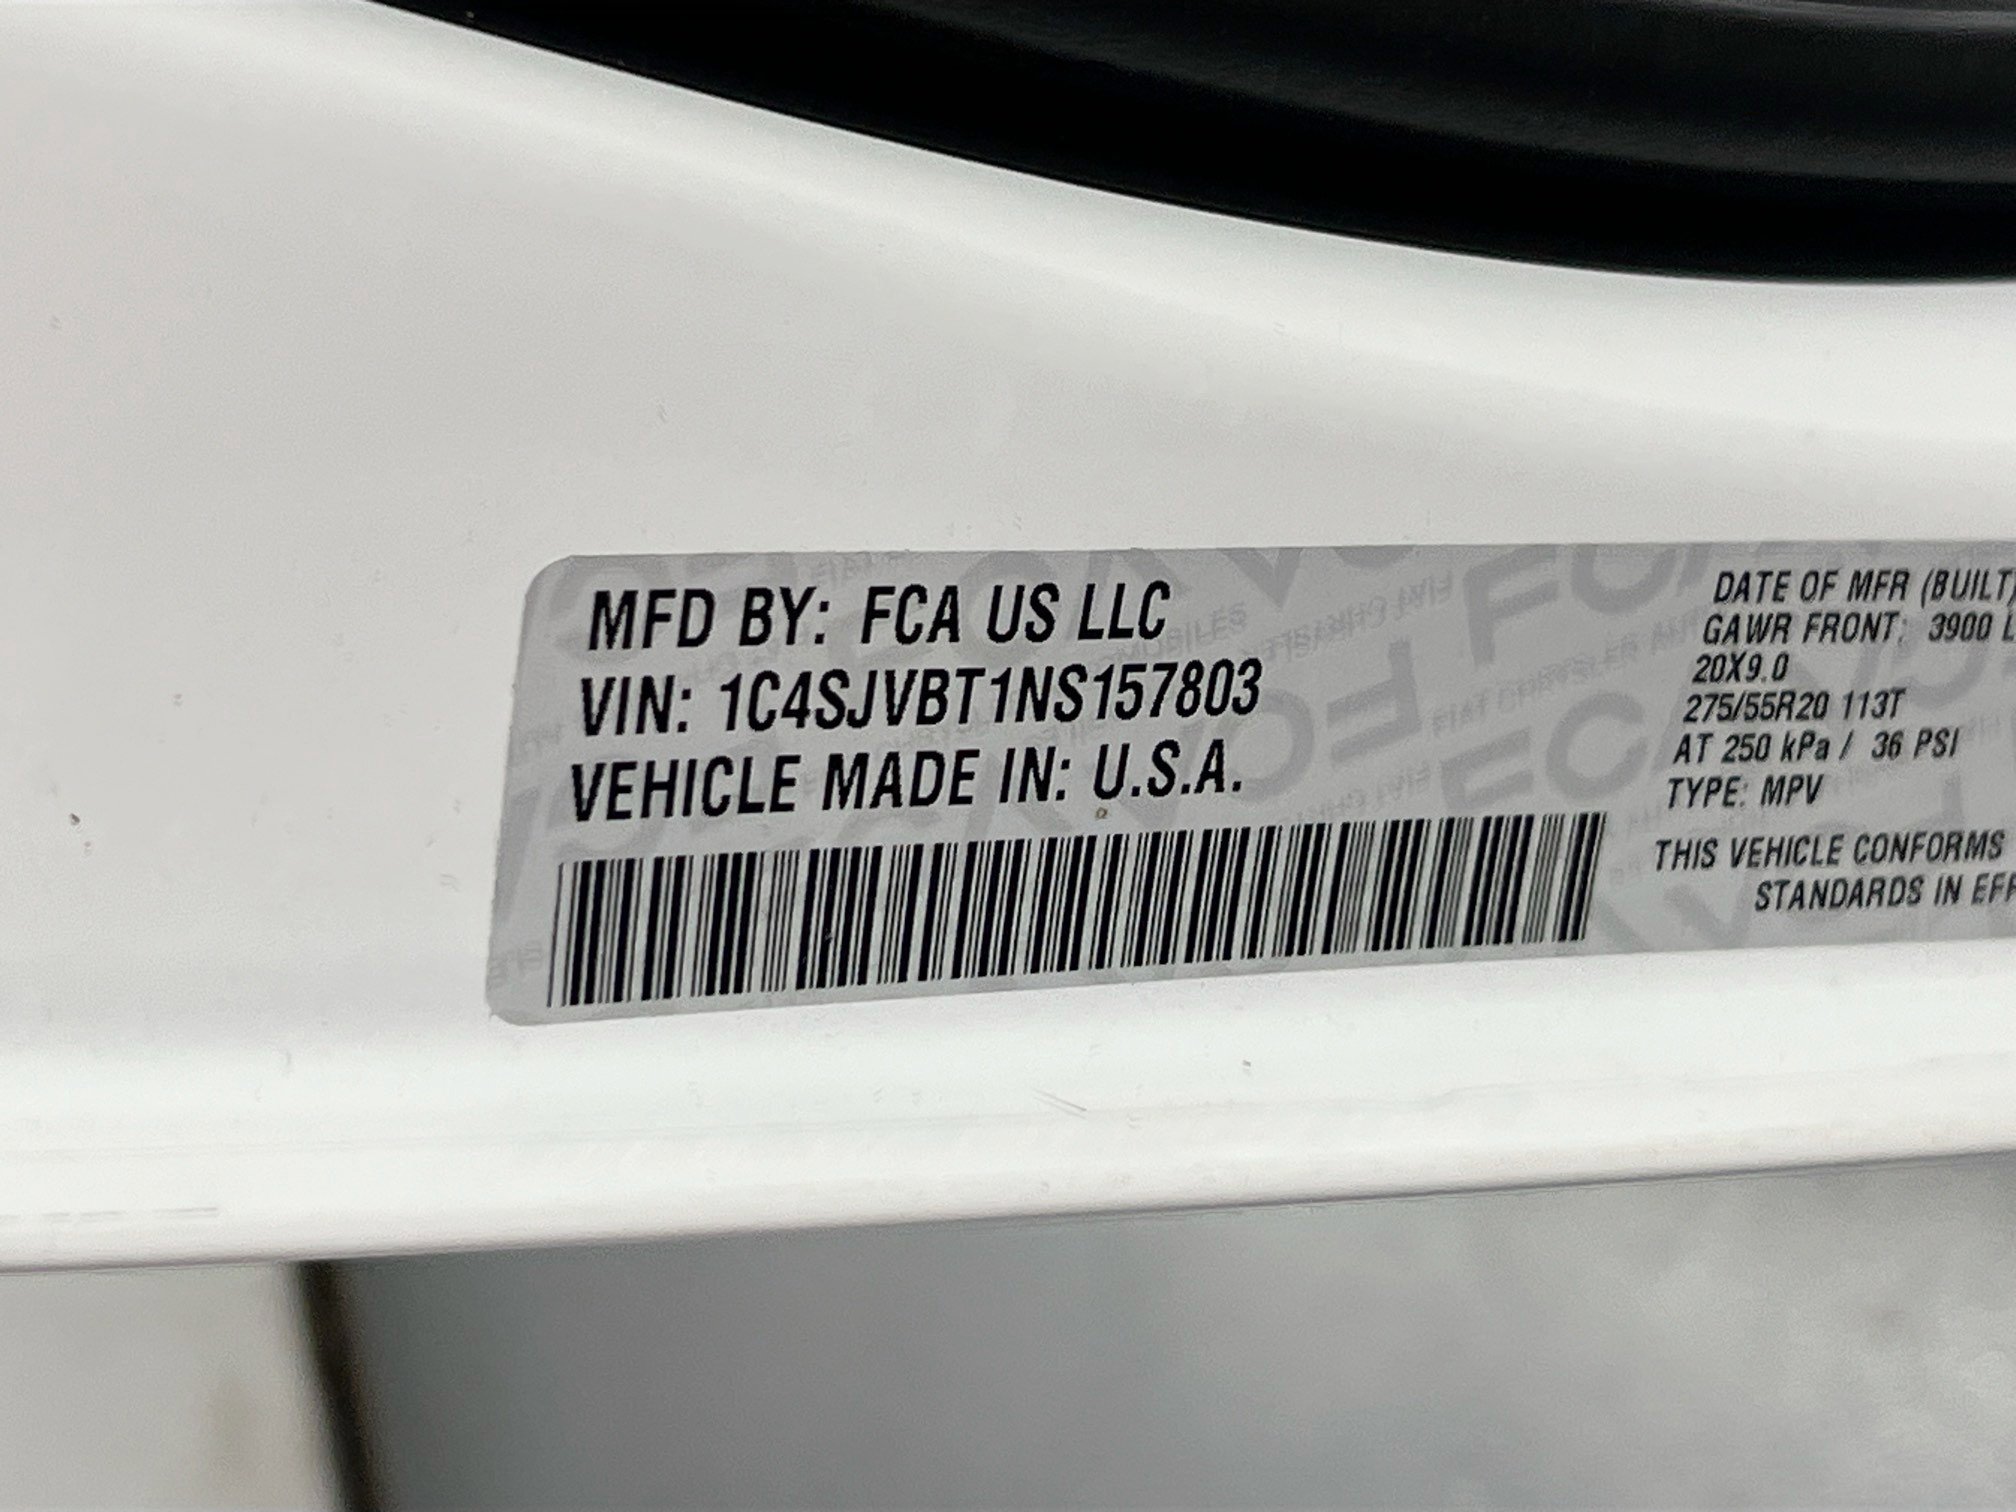 MFD BY: FCA US LLC
VIN: 1C4SJVBT1NS157803
VEHICLE MADE IN: U.S.A.
DATE OF MFR (BUILT)
GAWR FRONT: 3900 L
20X9.0
275/55R20 113T
AT 250 kPa / 36 PSI
TYPE: MPV
THIS VEHICLE CONFORMS
STANDARDS IN EFF